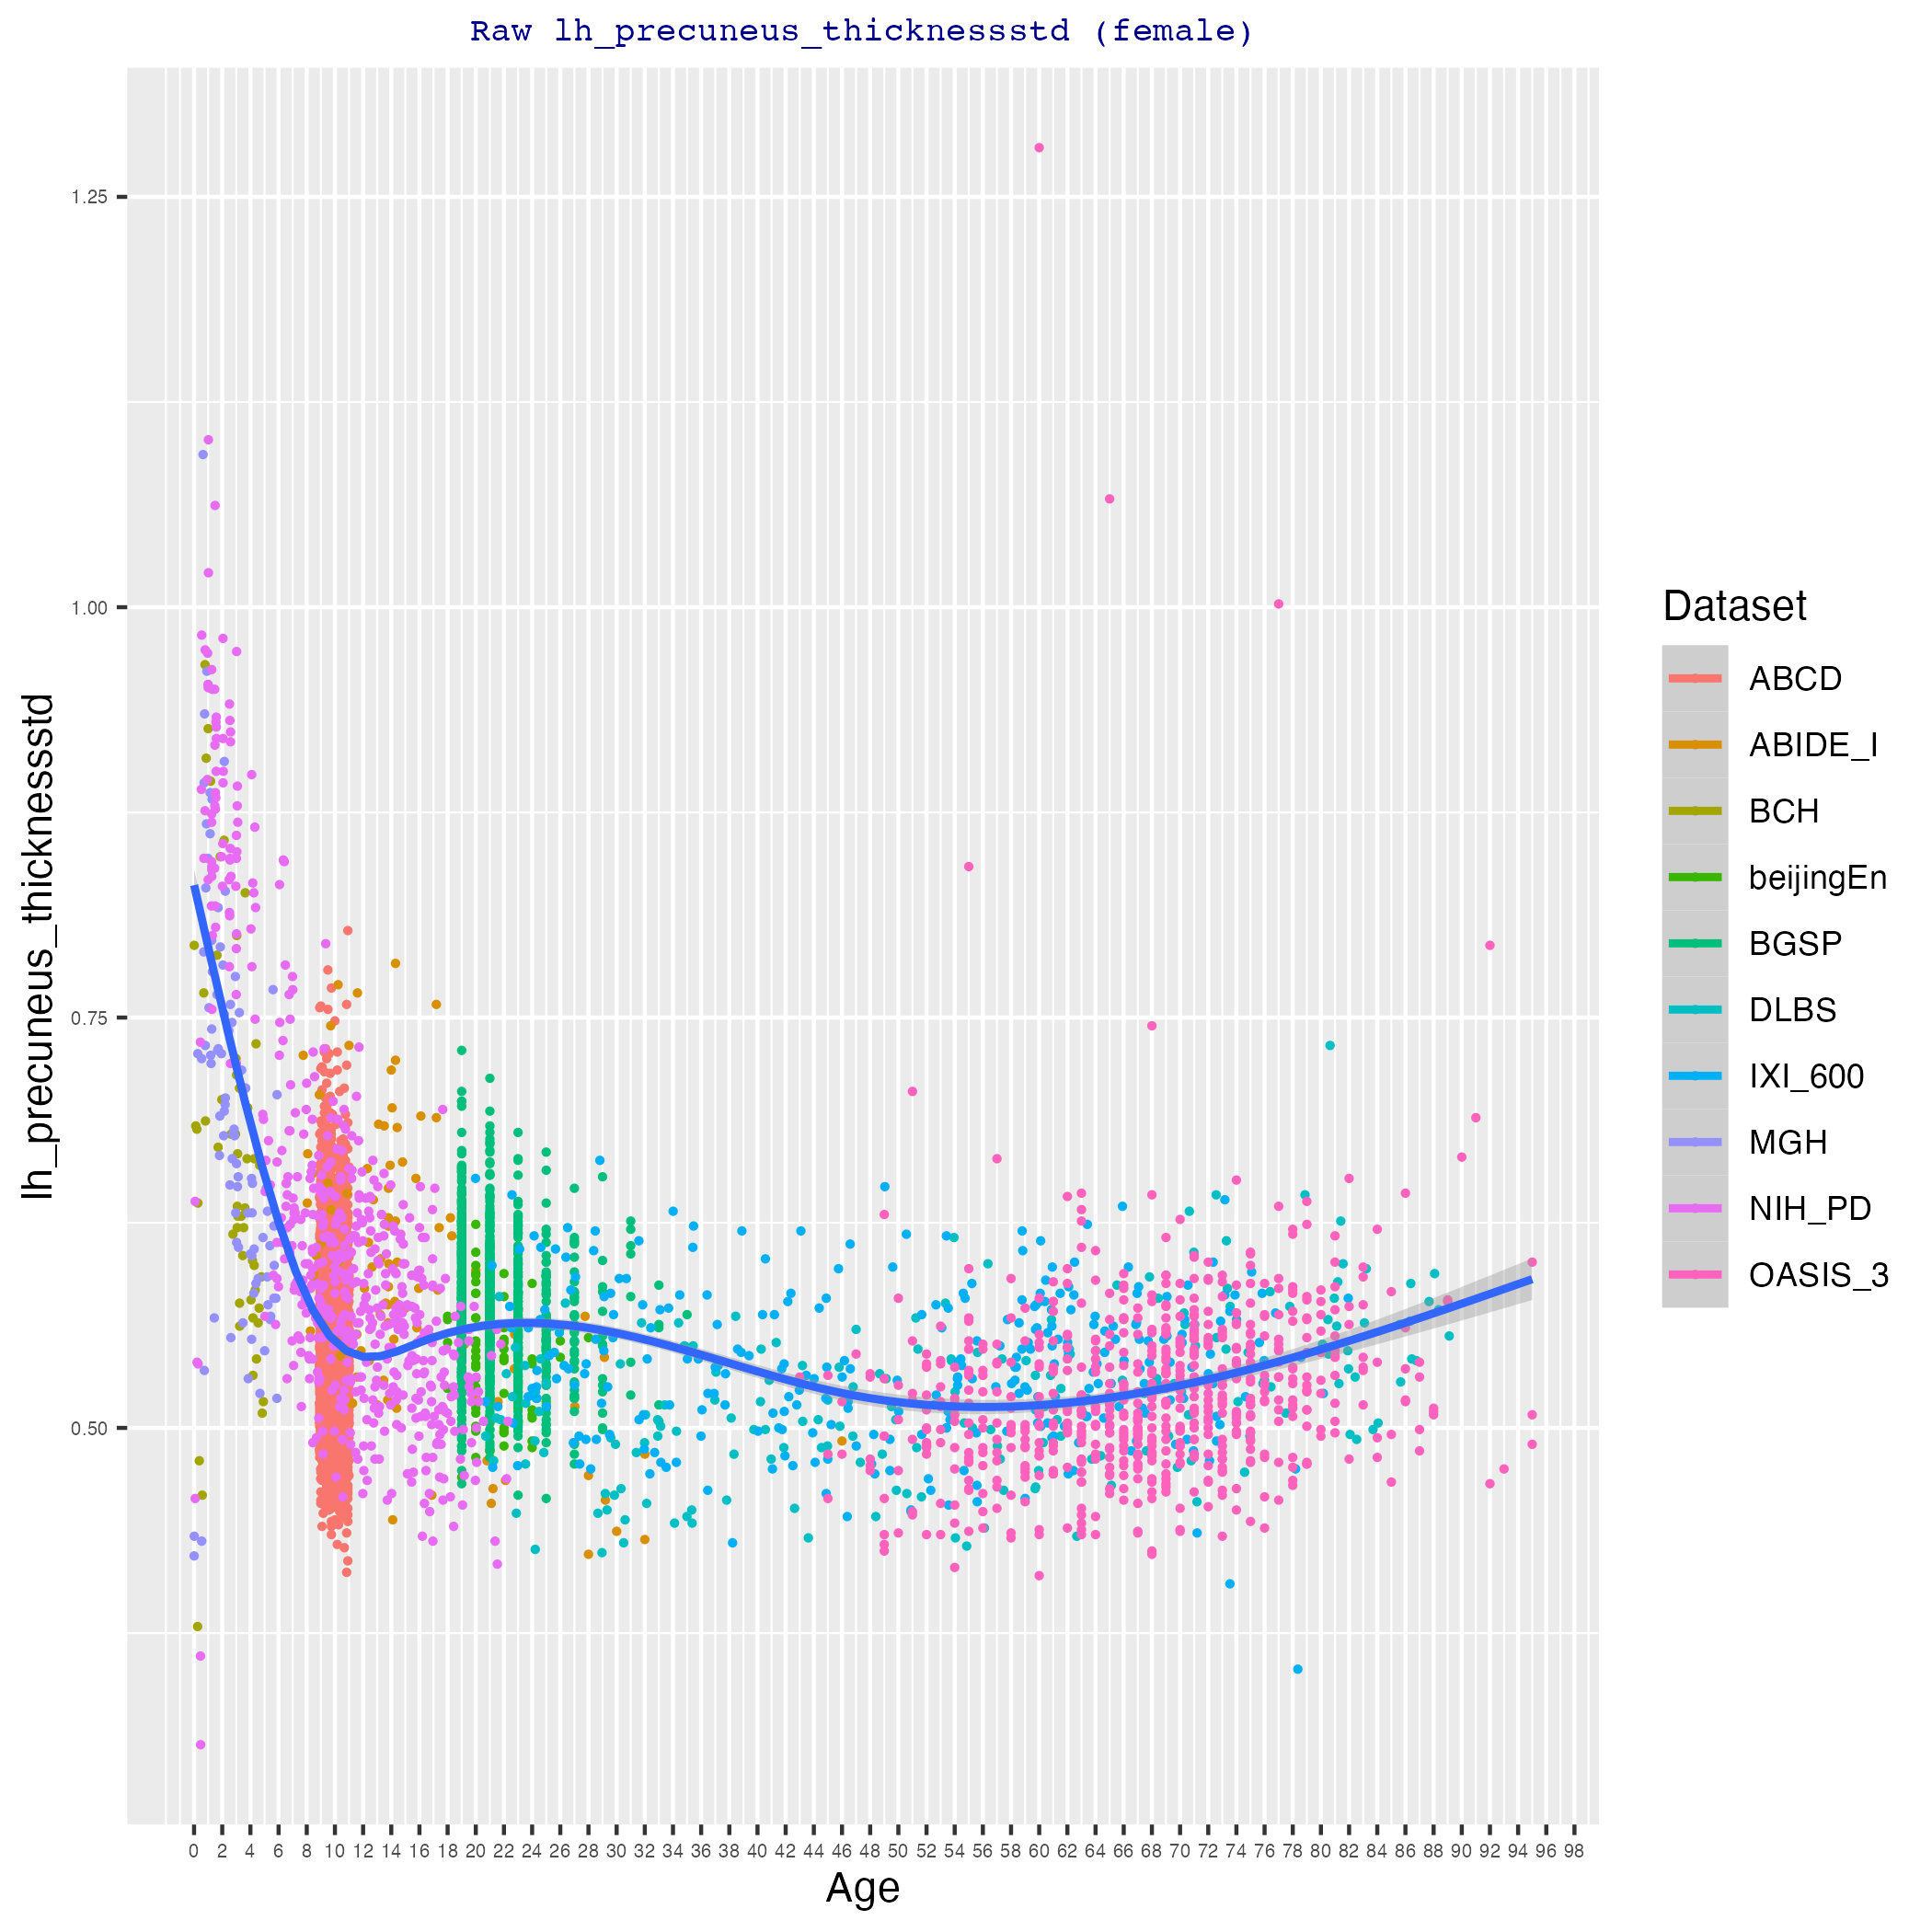 Raw lh_precuneus_thicknessstd (female)
lh_precuneus_thicknessstd
1.25
1.00
0.75
0.50
0 2 4 6 8 10 12 14 16 18 20 22 24 26 28 30 32 34 36 38 40 42 44 46 48 50 52 54 56 58 60 62 64 66 68 70 72 74 76 78 80 82 84 86 88 90 92 94 96 98
Age
Dataset
ABCD
ABIDE_I
BCH
beijingEn
BGSP
DLBS
IXI_600
MGH
NIH_PD
OASIS_3